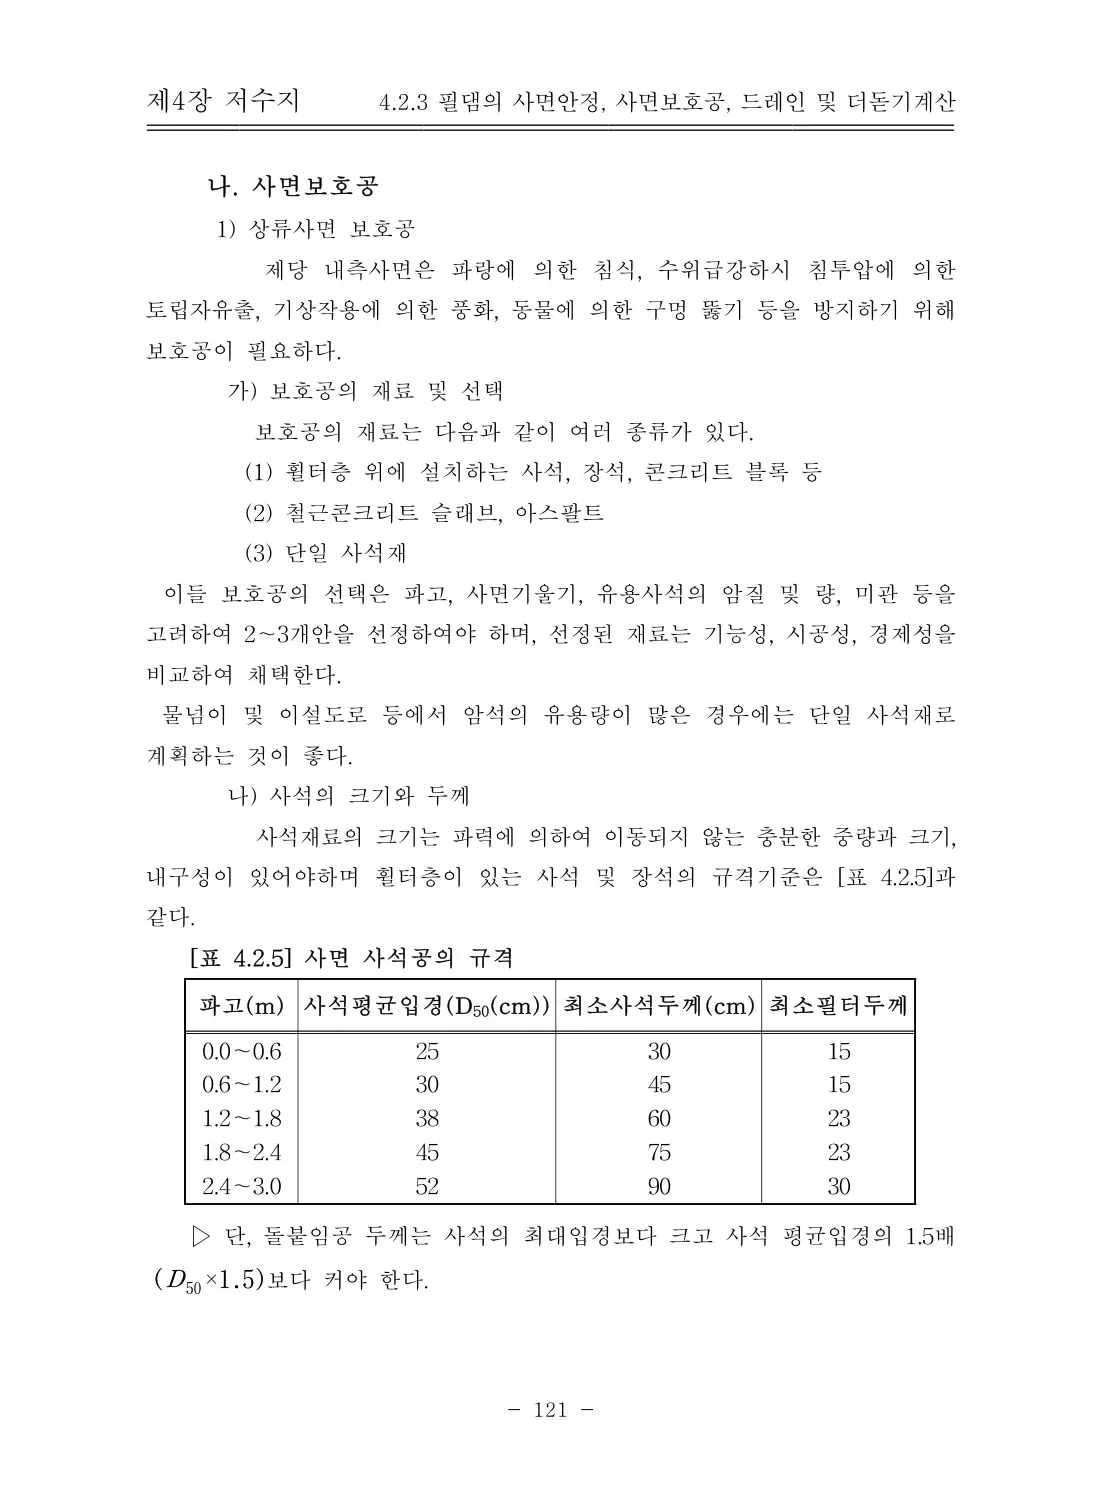 제4장 저수지 4.2.3 필댐의 사면안정, 사면보호공, 드레인 및 더돋기계산
나. 사면보호공
1) 상류사면 보호공
제당 내측사면은 파랑에 의한 침식, 수위급강하시 침투압에 의한
토립자유출, 기상작용에 의한 풍화, 동물에 의한 구멍 뚫기 등을 방지하기 위해
보호공이 필요하다.
가) 보호공의 재료 및 선택
보호공의 재료는 다음과 같이 여러 종류가 있다.
(1) 휠터층 위에 설치하는 사석, 장석, 콘크리트 블록 등
(2) 철근콘크리트 슬래브, 아스팔트
(3) 단일 사석재
이들 보호공의 선택은 파고, 사면기울기, 유용사석의 암질 및 량, 미관 등을
고려하여 2~3개안을 선정하여야 하며, 선정된 재료는 기능성, 시공성, 경제성을
비교하여 채택한다.
물넘이 및 이설도로 등에서 암석의 유용량이 많은 경우에는 단일 사석재로
계획하는 것이 좋다.
나) 사석의 크기와 두께
사석재료의 크기는 파력에 의하여 이동되지 않는 충분한 중량과 크기,
내구성이 있어야하며 휠터층이 있는 사석 및 장석의 규격기준은 [표 4.2.5]과
같다.
[표 4.2.5] 사면 사석공의 규격
파고(m) 사석평균입경(D₅₀(cm)) 최소사석두께(cm) 최소필터두께
0.0~0.6 25 30 15
0.6~1.2 30 45 15
1.2~1.8 38 60 23
1.8~2.4 45 75 23
2.4~3.0 52 90 30
▷ 단, 돌붙임공 두께는 사석의 최대입경보다 크고 사석 평균입경의 1.5배
(D₅₀×1.5)보다 커야 한다.
- 121 -